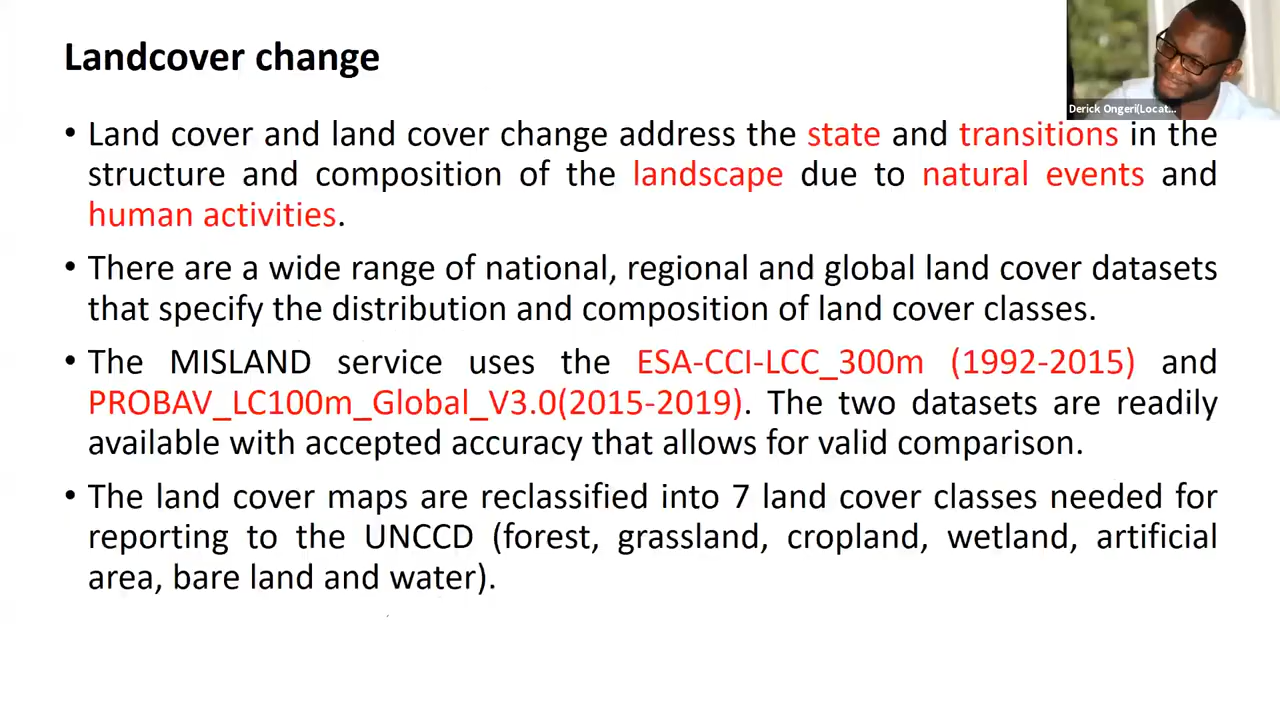 Landcover change
Derick Ongeri(Locat...
• Land cover and land cover change address the state and transitions in the
structure and composition of the landscape due to natural events and
human activities.
• There are a wide range of national, regional and global land cover datasets
that specify the distribution and composition of land cover classes.
• The MISLAND service uses the ESA-CCI-LCC_300m (1992-2015) and
PROBAV_LC100m_Global_V3.0(2015-2019). The two datasets are readily
available with accepted accuracy that allows for valid comparison.
• The land cover maps are reclassified into 7 land cover classes needed for
reporting to the UNCCD (forest, grassland, cropland, wetland, artificial
area, bare land and water).